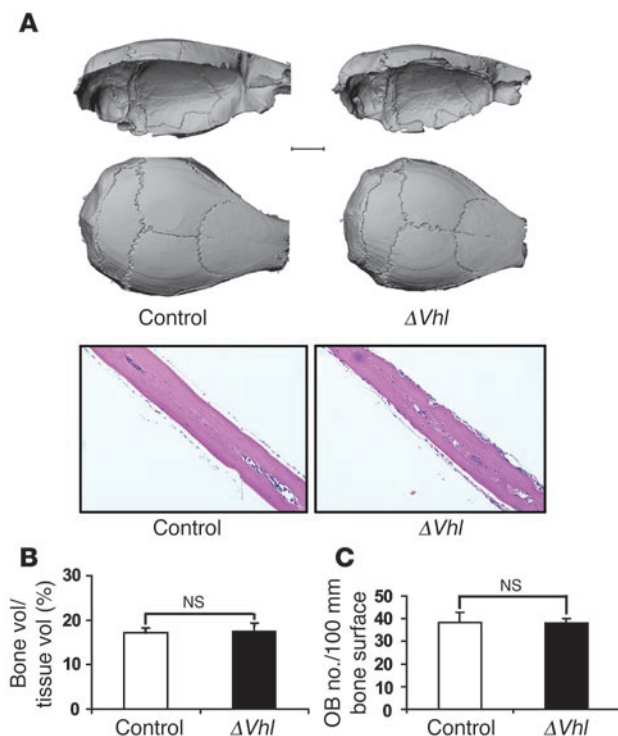 A
Control
ΔVhl
Control
ΔVhl
B
Bone vol/
tissue vol (%)
30
20
10
0
NS
Control
ΔVhl
C
OB no./100 mm
bone surface
50
40
30
20
10
0
NS
Control
ΔVhl